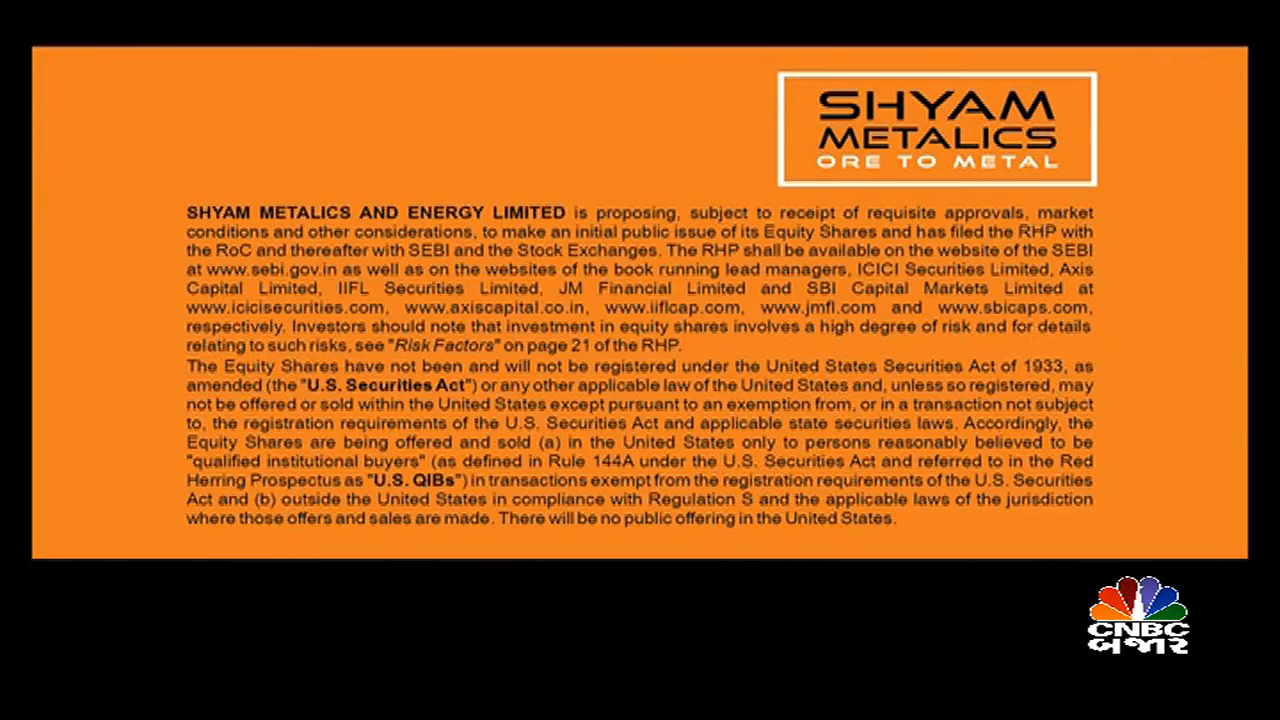 SHYAM
METALICS
ORE TO METAL
SHYAM METALICS AND ENERGY LIMITED is proposing, subject to receipt of requisite approvals, market
conditions and other considerations, to make an initial public issue of its Equity Shares and has filed the RHP with
the RoC and thereafter with SEBI and the Stock Exchanges. The RHP shall be available on the website of the SEBI
at www.sebi.gov.in as well as on the websites of the book running lead managers, ICICI Securities Limited, Axis
Capital Limited, IIFL Securities Limited, JM Financial Limited and SBI Capital Markets Limited at
www.icicisecurities.com, www.axiscapital.co.in, www.iiflcap.com, www.jmfl.com and www.sbicaps.com,
respectively. Investors should note that investment in equity shares involves a high degree of risk and for details
relating to such risks, see "Risk Factors" on page 21 of the RHP.
The Equity Shares have not been and will not be registered under the United States Securities Act of 1933, as
amended (the "U.S. Securities Act") or any other applicable law of the United States and, unless so registered, may
not be offered or sold within the United States except pursuant to an exemption from, or in a transaction not subject
to, the registration requirements of the U.S. Securities Act and applicable state securities laws. Accordingly, the
Equity Shares are being offered and sold (a) in the United States only to persons reasonably believed to be
"qualified institutional buyers" (as defined in Rule 144A under the U.S. Securities Act and referred to in the Red
Herring Prospectus as "U.S. QIBs") in transactions exempt from the registration requirements of the U.S. Securities
Act and (b) outside the United States in compliance with Regulation S and the applicable laws of the jurisdiction
where those offers and sales are made. There will be no public offering in the United States.
CNBC
બજાર